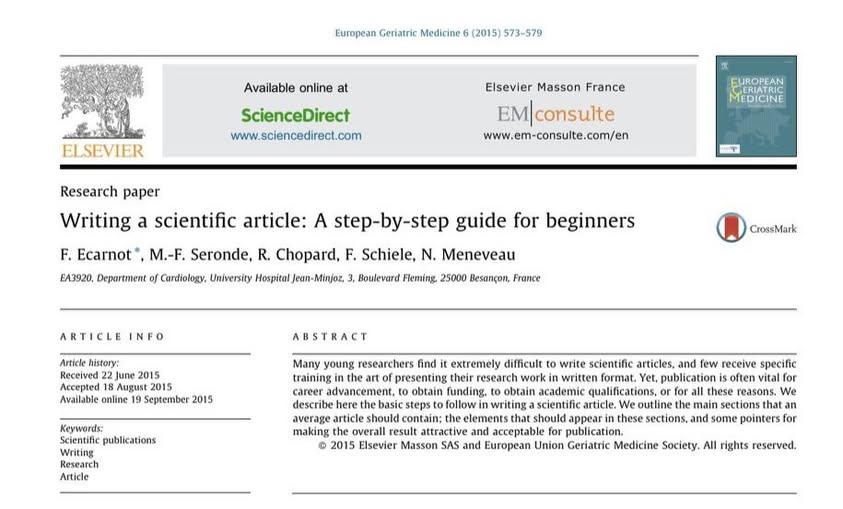 European Geriatric Medicine 6 (2015) 573–579
ELSEVIER
Available online at
ScienceDirect
www.sciencedirect.com
Elsevier Masson France
EM|consulte
www.em-consulte.com/en
EUROPEAN
GERIATRIC
MEDICINE
Research paper
Writing a scientific article: A step-by-step guide for beginners
CrossMark
F. Ecarnot *, M.-F. Seronde, R. Chopard, F. Schiele, N. Meneveau
EA3920, Department of Cardiology, University Hospital Jean-Minjoz, 3, Boulevard Fleming, 25000 Besançon, France
ARTICLE INFO
Article history:
Received 22 June 2015
Accepted 18 August 2015
Available online 19 September 2015
Keywords:
Scientific publications
Writing
Research
Article
ABSTRACT
Many young researchers find it extremely difficult to write scientific articles, and few receive specific
training in the art of presenting their research work in written format. Yet, publication is often vital for
career advancement, to obtain funding, to obtain academic qualifications, or for all these reasons. We
describe here the basic steps to follow in writing a scientific article. We outline the main sections that an
average article should contain; the elements that should appear in these sections, and some pointers for
making the overall result attractive and acceptable for publication.
© 2015 Elsevier Masson SAS and European Union Geriatric Medicine Society. All rights reserved.